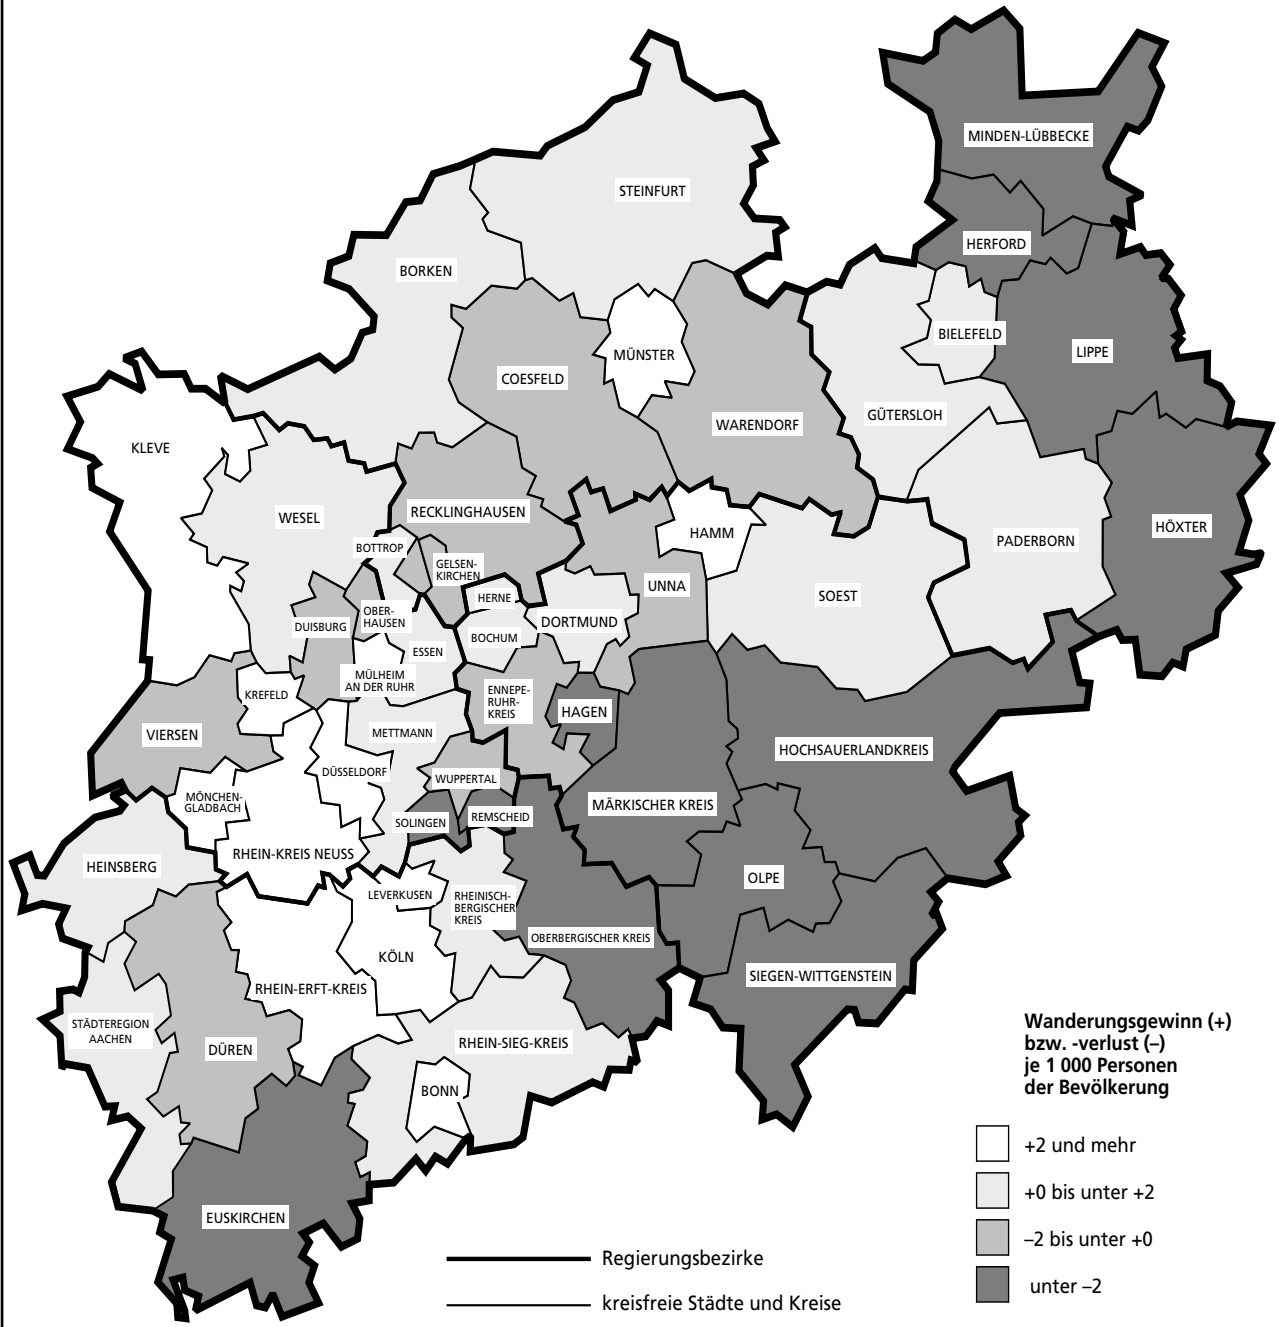 MINDEN-LÜBBECKE
STEINFURT
HERFORD
BORKEN
BIELEFELD
MÜNSTER
LIPPE
COESFELD
GÜTERSLOH
WARENDORF
KLEVE
RECKLINGHAUSEN
WESEL
HÖXTER
HAMM
PADERBORN
BOTTROP
GELSEN-
KIRCHEN
UNNA
SOEST
HERNE
OBER-
HAUSEN
DORTMUND
DUISBURG
BOCHUM
ESSEN
MÜLHEIM
AN DER RUHR
KREFELD
ENNEPE-
RUHR-
KREIS
HAGEN
VIERSEN
METTMANN
HOCHSAUERLANDKREIS
DÜSSELDORF
WUPPERTAL
MÖNCHEN-
GLADBACH
MÄRKISCHER KREIS
SOLINGEN
REMSCHEID
RHEIN-KREIS NEUSS
HEINSBERG
OLPE
LEVERKUSEN
RHEINISCH-
BERGISCHER
KREIS
OBERBERGISCHER KREIS
KÖLN
SIEGEN-WITTGENSTEIN
RHEIN-ERFT-KREIS
STÄDTEREGION
AACHEN
RHEIN-SIEG-KREIS
DÜREN
BONN
EUSKIRCHEN
Wanderungsgewinn (+)
bzw. -verlust (–)
je 1 000 Personen
der Bevölkerung
+2 und mehr
+0 bis unter +2
–2 bis unter +0
unter –2
Regierungsbezirke
kreisfreie Städte und Kreise